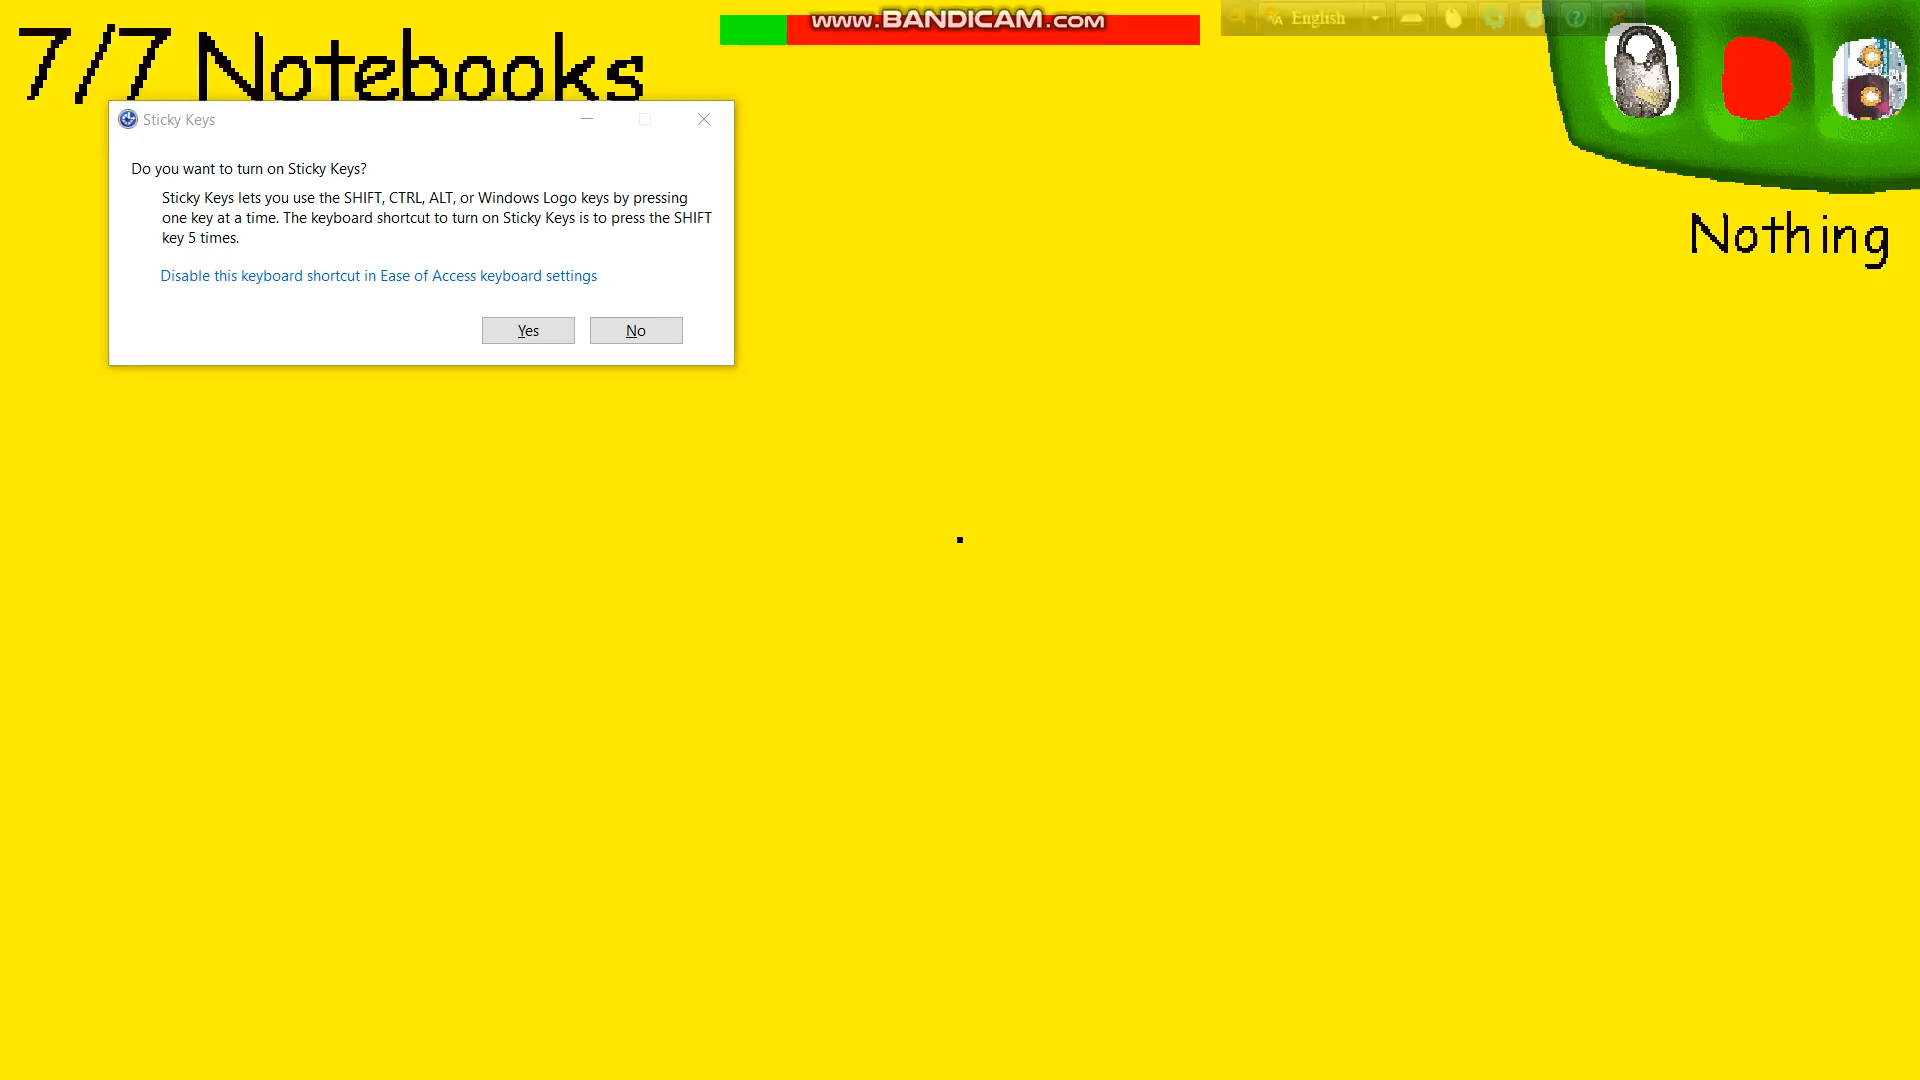 www.BANDICAM.com
English
7/7 Notebooks
Sticky Keys
Do you want to turn on Sticky Keys?
Sticky Keys lets you use the SHIFT, CTRL, ALT, or Windows Logo keys by pressing
one key at a time. The keyboard shortcut to turn on Sticky Keys is to press the SHIFT
key 5 times.
Disable this keyboard shortcut in Ease of Access keyboard settings
Yes
No
Nothing